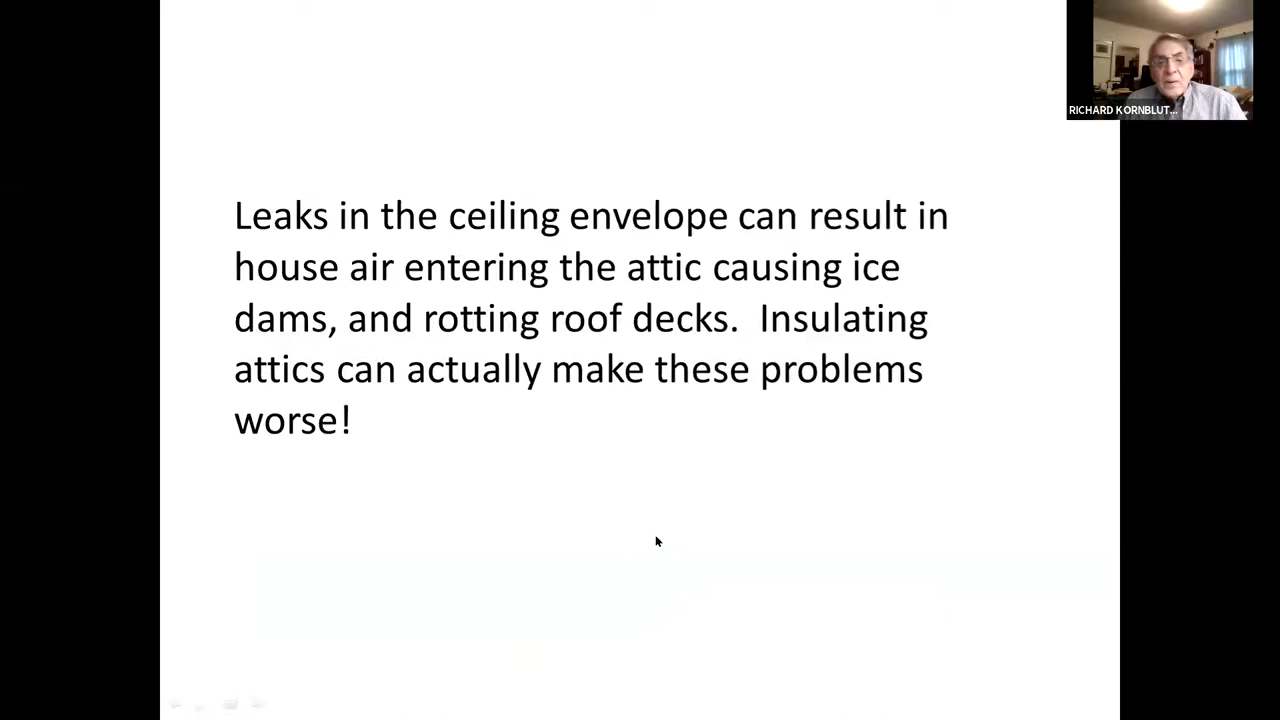 RICHARD KORNBLUT...
Leaks in the ceiling envelope can result in
house air entering the attic causing ice
dams, and rotting roof decks.  Insulating
attics can actually make these problems
worse!